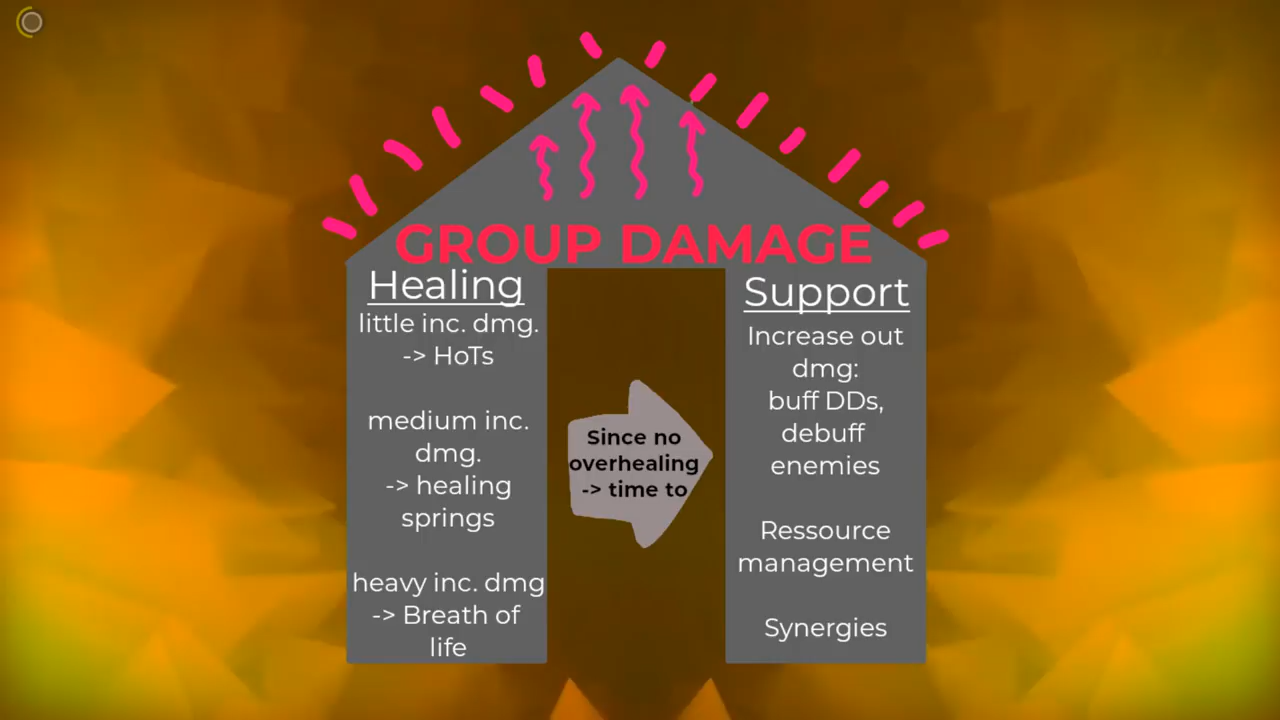 GROUP DAMAGE
Healing
little inc. dmg.
-> HoTs
medium inc.
dmg.
-> healing
springs
heavy inc. dmg
-> Breath of
life
Since no
overhealing
-> time to
Support
Increase out
dmg:
buff DDs,
debuff
enemies
Ressource
management
Synergies